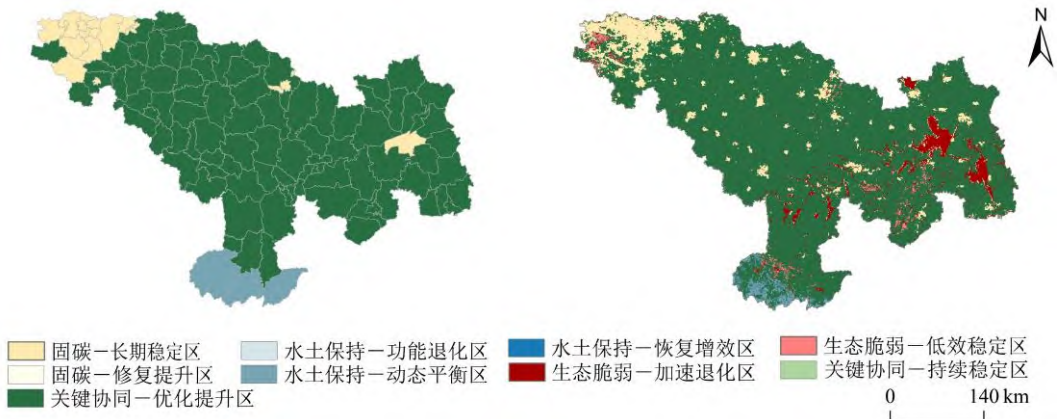 N
固碳－长期稳定区 水土保持－功能退化区 水土保持－恢复增效区 生态脆弱－低效稳定区
固碳－修复提升区 水土保持－动态平衡区 生态脆弱－加速退化区 关键协同－持续稳定区
关键协同－优化提升区 0 140 km